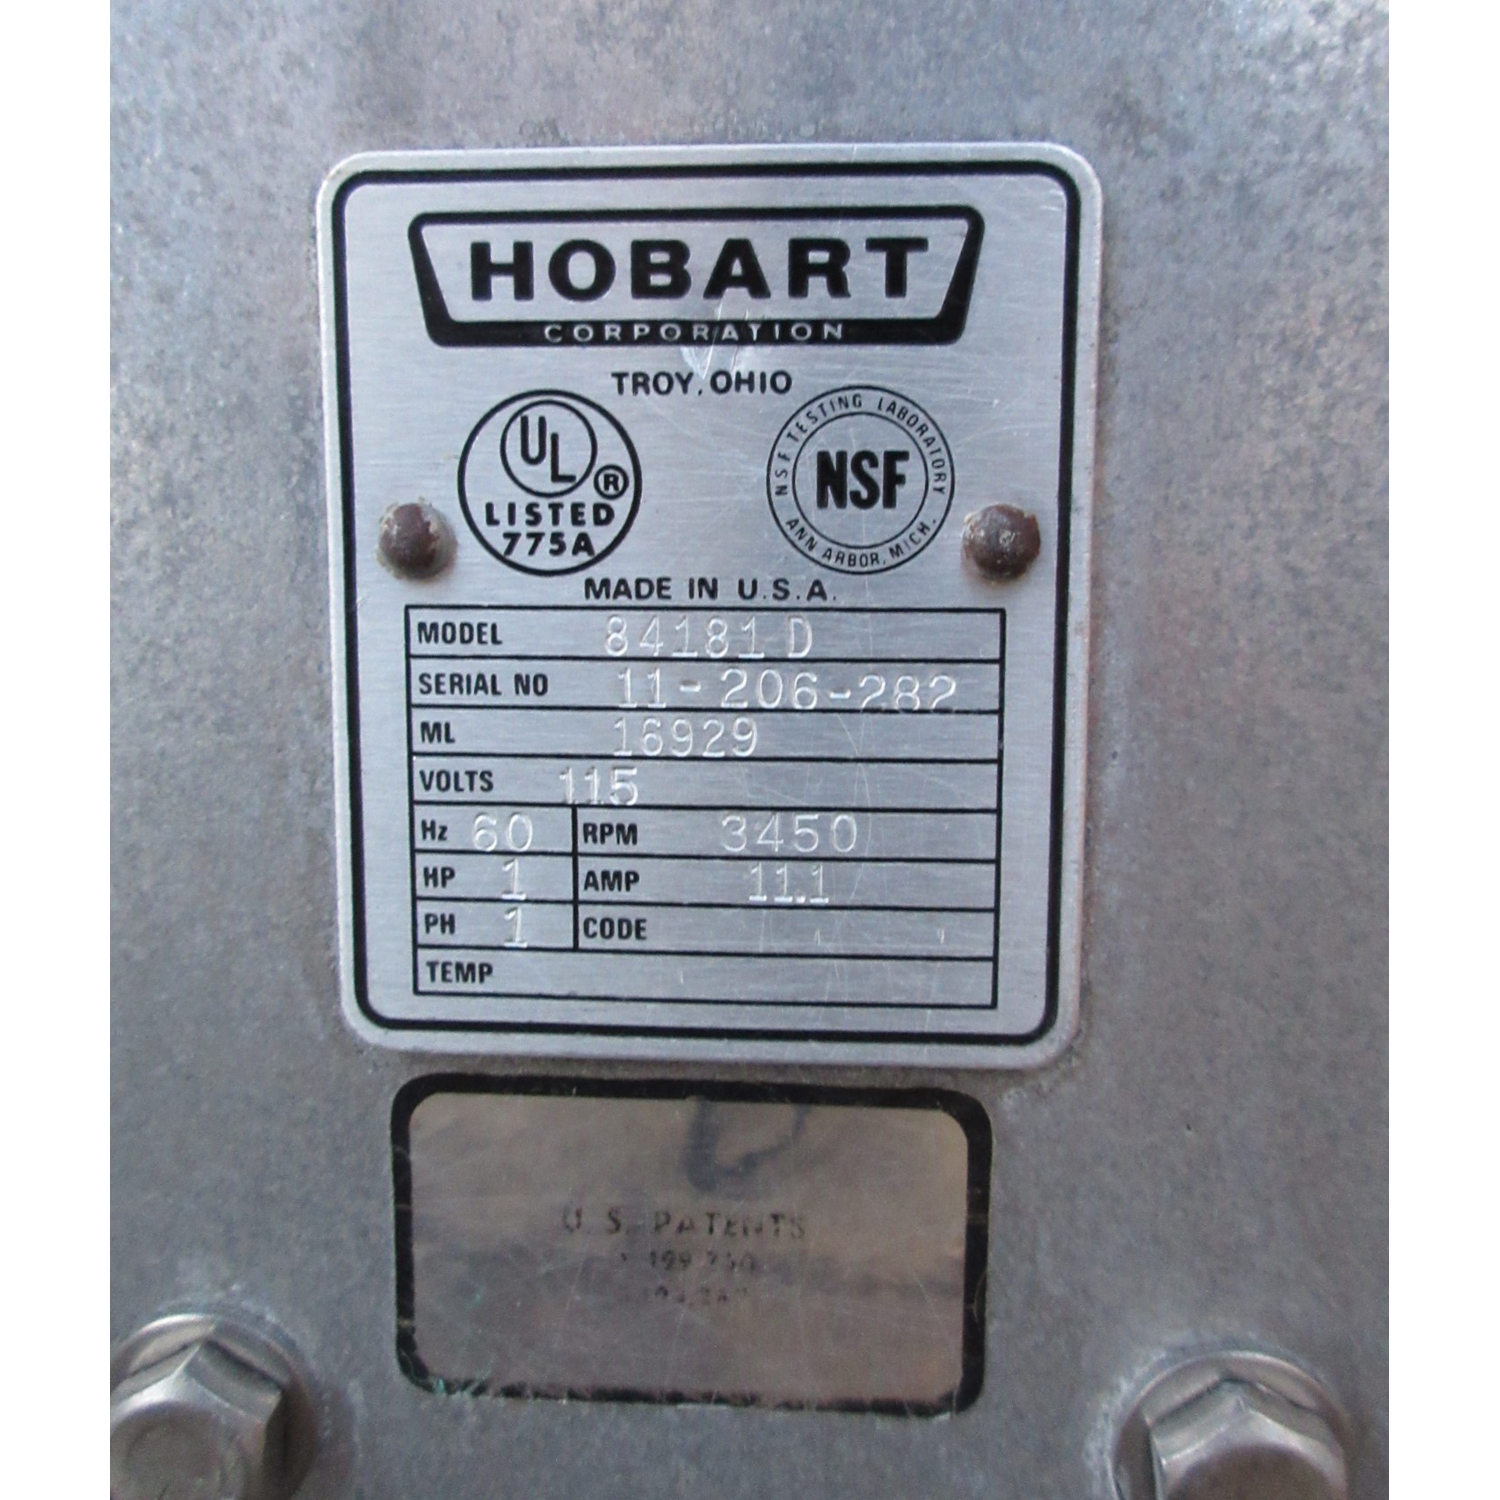 HOBART
CORPORATION
TROY, OHIO
UL ®
LISTED
775A
NSF TESTING LABORATORY
NSF
ANN ARBOR, MICH.
MADE IN U.S.A.
MODEL 84181 D
SERIAL NO 11-206-282
ML 16929
VOLTS 115
Hz 60 RPM 3450
HP 1 AMP 11.1
PH 1 CODE
TEMP
U. S. PATENTS